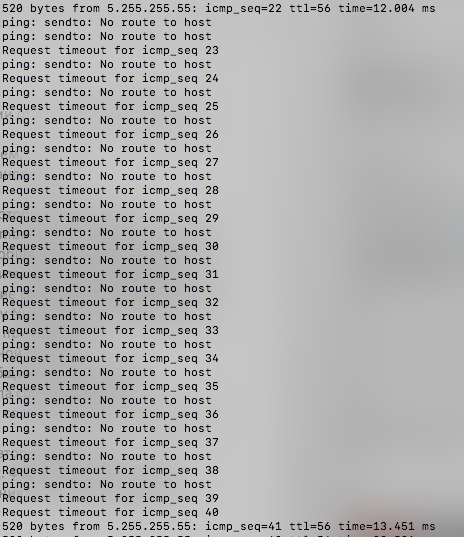 520 bytes from 5.255.255.55: icmp_seq=22 ttl=56 time=12.004 ms
ping: sendto: No route to host
ping: sendto: No route to host
Request timeout for icmp_seq 23
ping: sendto: No route to host
Request timeout for icmp_seq 24
ping: sendto: No route to host
Request timeout for icmp_seq 25
ping: sendto: No route to host
Request timeout for icmp_seq 26
ping: sendto: No route to host
Request timeout for icmp_seq 27
ping: sendto: No route to host
Request timeout for icmp_seq 28
ping: sendto: No route to host
Request timeout for icmp_seq 29
ping: sendto: No route to host
Request timeout for icmp_seq 30
ping: sendto: No route to host
Request timeout for icmp_seq 31
ping: sendto: No route to host
Request timeout for icmp_seq 32
ping: sendto: No route to host
Request timeout for icmp_seq 33
ping: sendto: No route to host
Request timeout for icmp_seq 34
ping: sendto: No route to host
Request timeout for icmp_seq 35
ping: sendto: No route to host
Request timeout for icmp_seq 36
ping: sendto: No route to host
Request timeout for icmp_seq 37
ping: sendto: No route to host
Request timeout for icmp_seq 38
ping: sendto: No route to host
Request timeout for icmp_seq 39
Request timeout for icmp_seq 40
520 bytes from 5.255.255.55: icmp_seq=41 ttl=56 time=13.451 ms